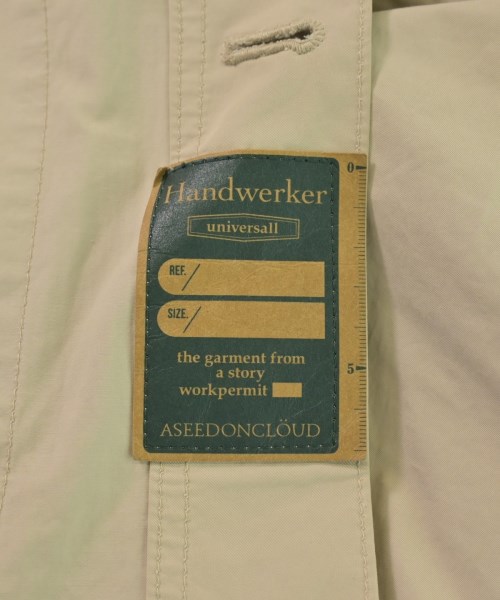 0
Handwerker
universall
REF./
SIZE./
5
the garment from
a story
workpermit
ASEEDONCLÖUD